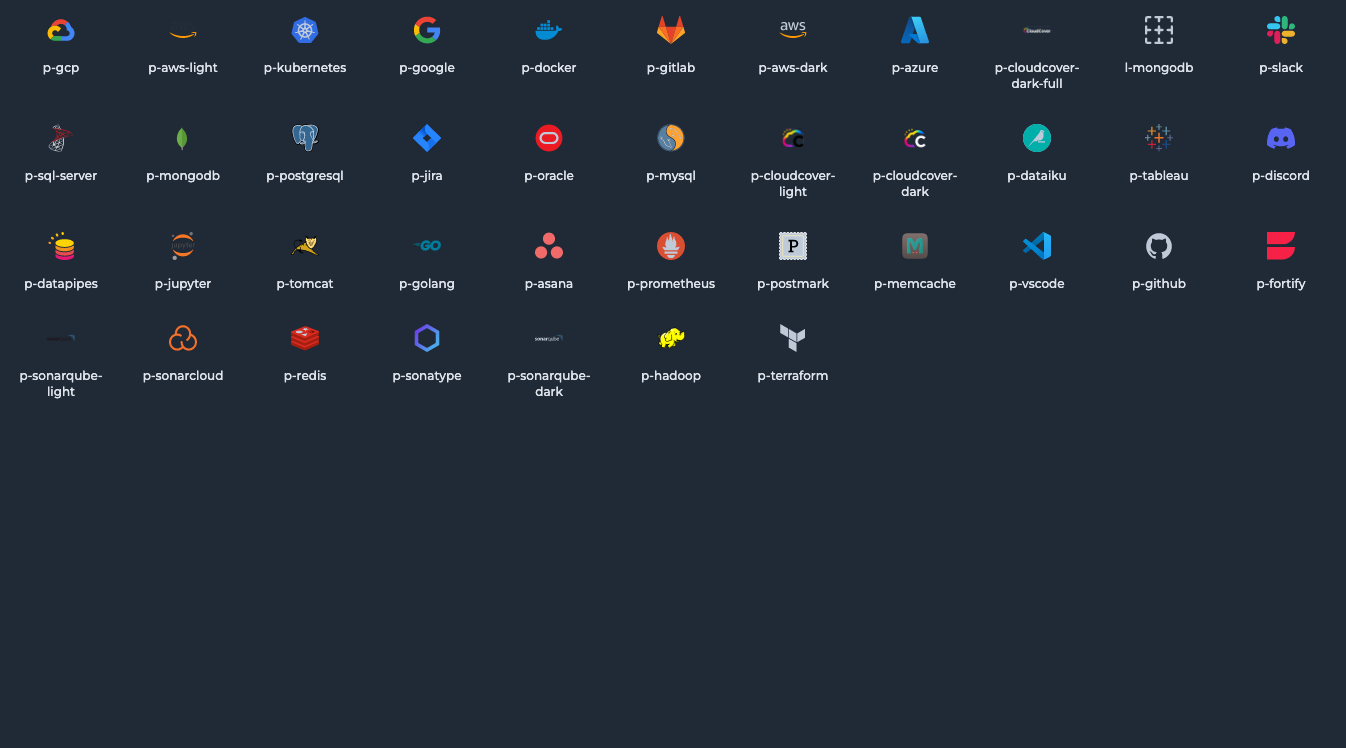 aws
CloudCover
p-gcp
p-aws-light
p-kubernetes
p-google
p-docker
p-gitlab
p-aws-dark
p-azure
p-cloudcover-
dark-full
l-mongodb
p-slack
p-sql-server
p-mongodb
p-postgresql
p-jira
p-oracle
p-mysql
p-cloudcover-
light
p-cloudcover-
dark
p-dataiku
p-tableau
p-discord
jupyter
GO
P
M
p-datapipes
p-jupyter
p-tomcat
p-golang
p-asana
p-prometheus
p-postmark
p-memcache
p-vscode
p-github
p-fortify
sonarqube
p-sonarqube-
light
p-sonarcloud
p-redis
p-sonatype
p-sonarqube-
dark
p-hadoop
p-terraform